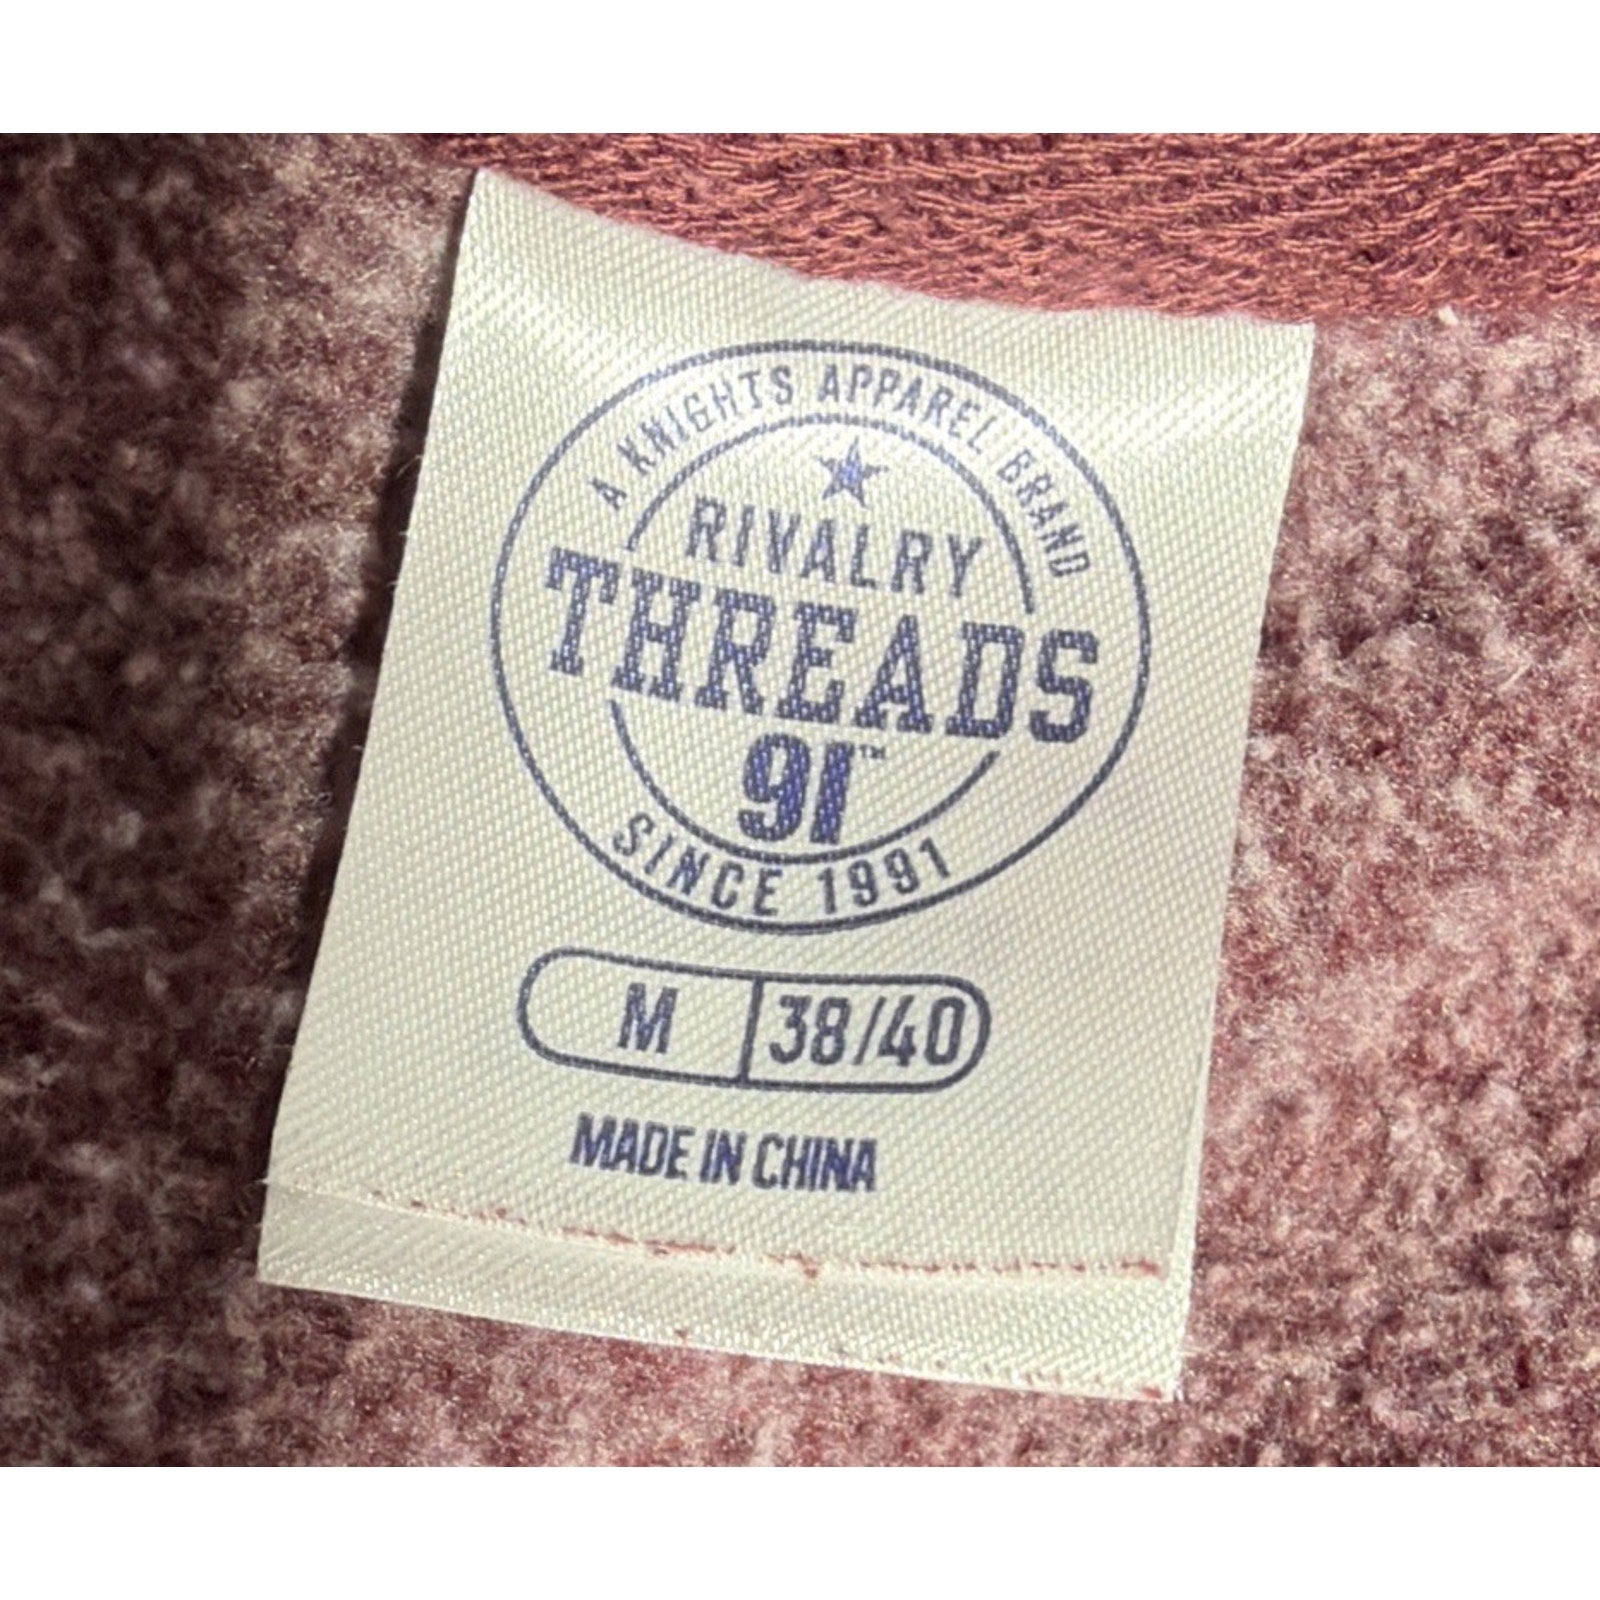 A KNIGHTS APPAREL BRAND
RIVALRY
THREADS
91™
SINCE 1991
M 38/40
MADE IN CHINA